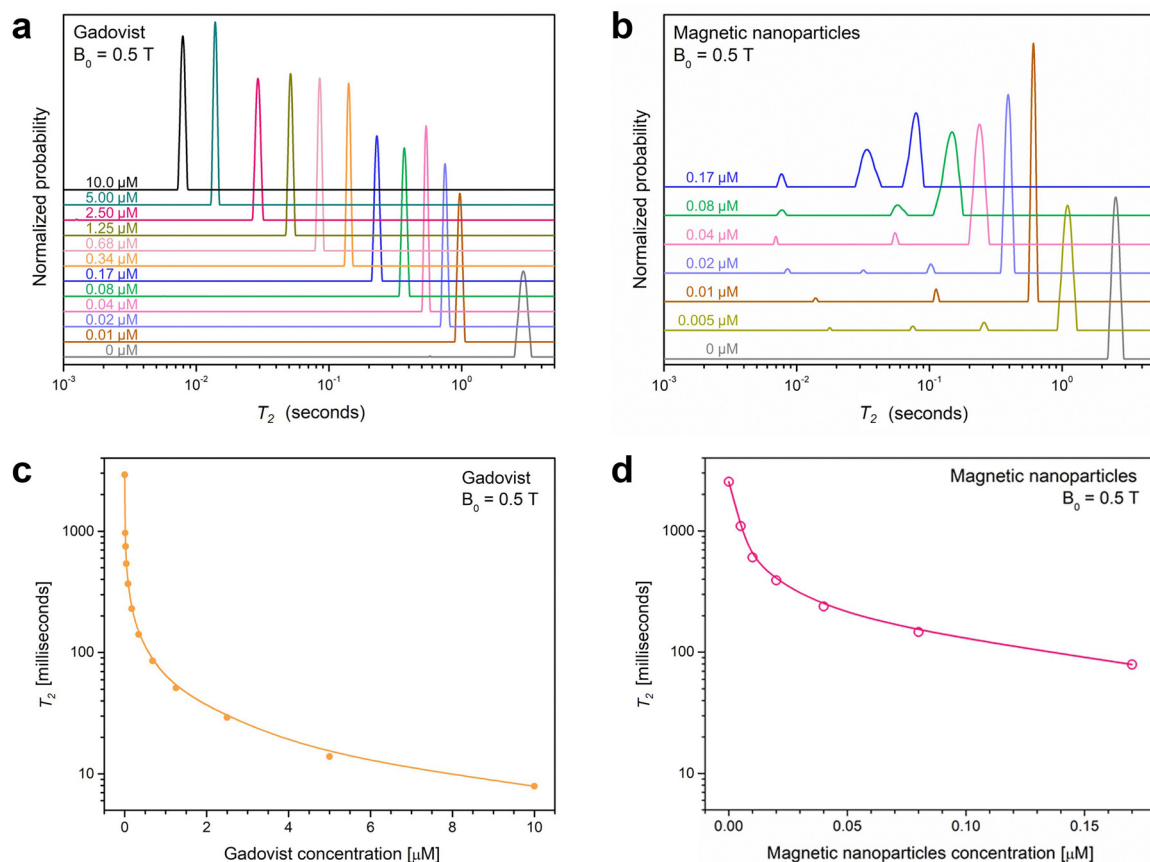 a
Gadovist
B₀ = 0.5 T
Normalized probability
10.0 µM
5.00 µM
2.50 µM
1.25 µM
0.68 µM
0.34 µM
0.17 µM
0.08 µM
0.04 µM
0.02 µM
0.01 µM
0 µM
10⁻³ 10⁻² 10⁻¹ 10⁰
T₂ (seconds)
b
Magnetic nanoparticles
B₀ = 0.5 T
Normalized probability
0.17 µM
0.08 µM
0.04 µM
0.02 µM
0.01 µM
0.005 µM
0 µM
10⁻³ 10⁻² 10⁻¹ 10⁰
T₂ (seconds)
c
Gadovist
B₀ = 0.5 T
T₂ [milliseconds]
1000
100
10
0 2 4 6 8 10
Gadovist concentration [µM]
d
Magnetic nanoparticles
B₀ = 0.5 T
T₂ [milliseconds]
1000
100
10
0.00 0.05 0.10 0.15
Magnetic nanoparticles concentration [µM]